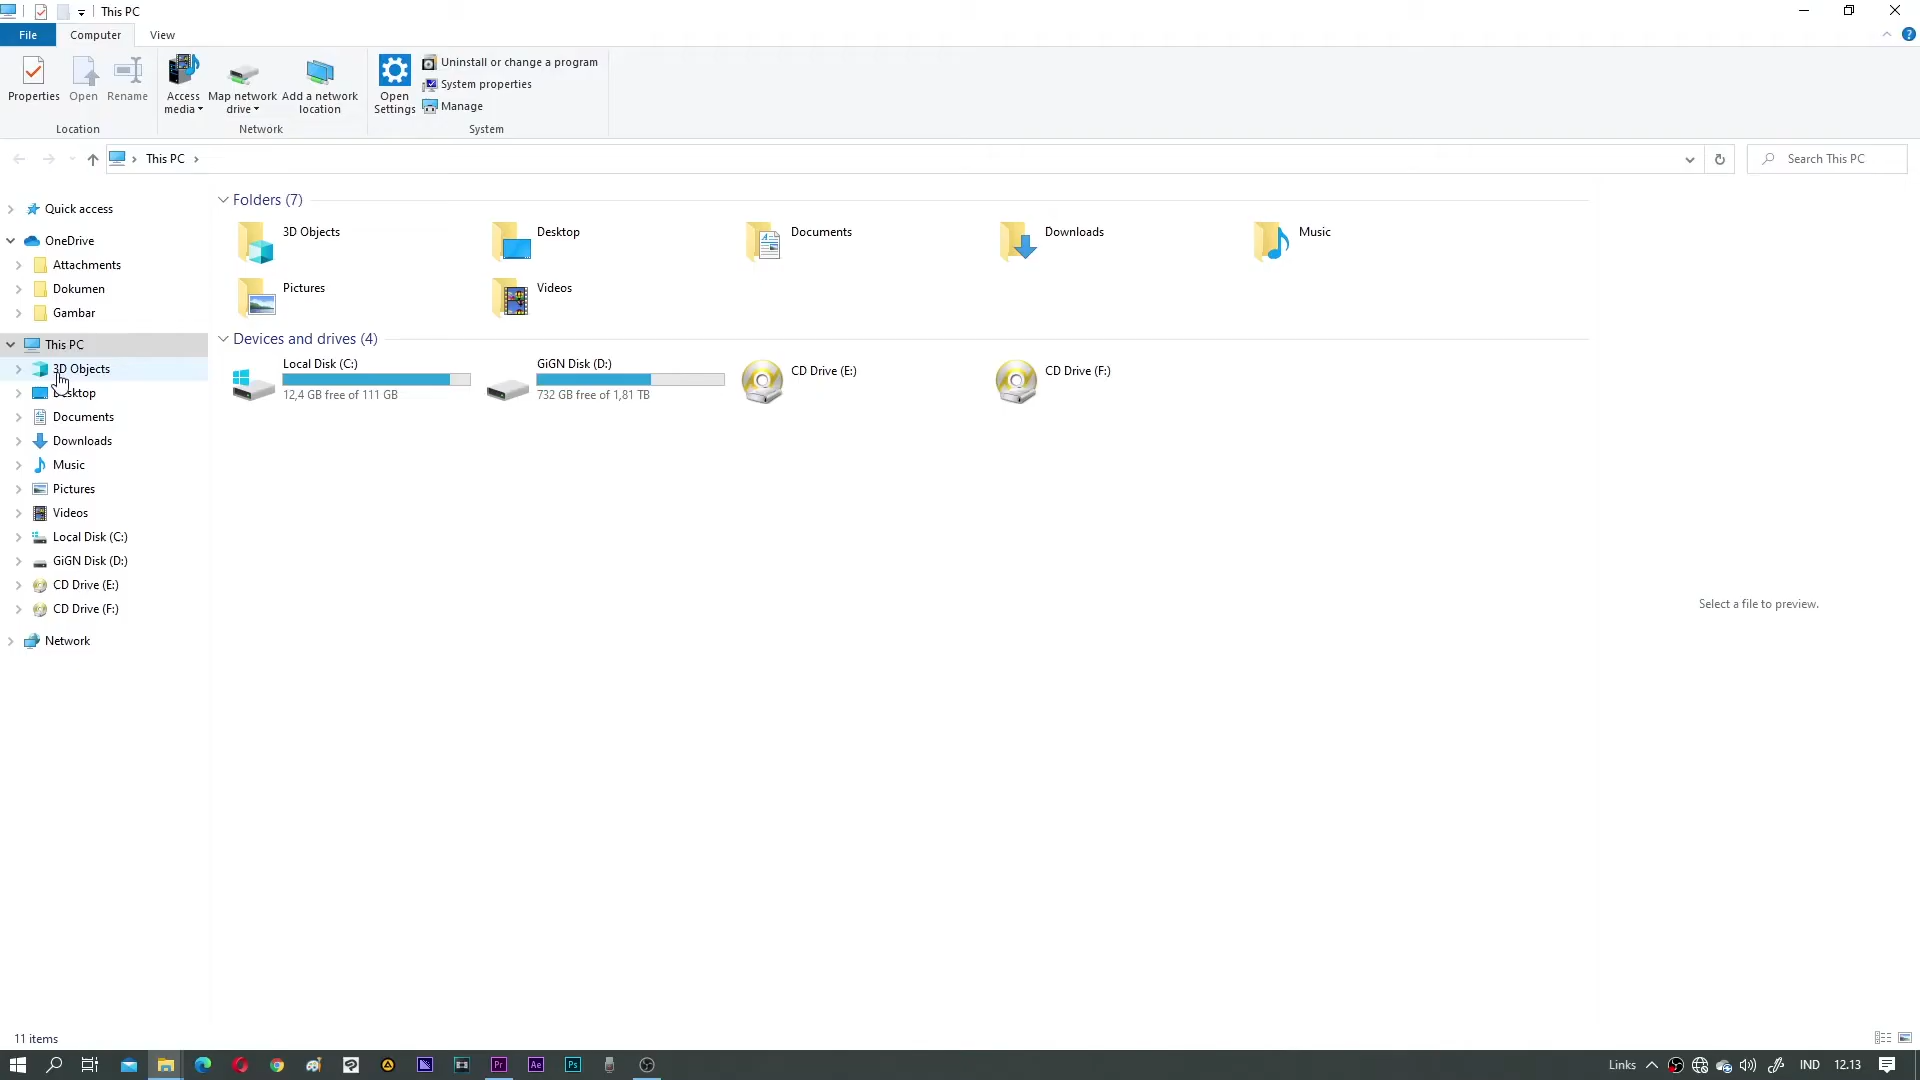 This PC
File Computer View
Properties Open Rename Access media Map network drive Add a network location Open Settings Uninstall or change a program
System properties
Manage
Location Network System
This PC Search This PC
Quick access
OneDrive
Attachments
Dokumen
Gambar
This PC
3D Objects
Desktop
Documents
Downloads
Music
Pictures
Videos
Local Disk (C:)
GiGN Disk (D:)
CD Drive (E:)
CD Drive (F:)
Network
Folders (7)
3D Objects Desktop Documents Downloads Music
Pictures Videos
Devices and drives (4)
Local Disk (C:) GiGN Disk (D:) CD Drive (E:) CD Drive (F:)
12,4 GB free of 111 GB 732 GB free of 1,81 TB
Select a file to preview.
11 items
Pr Ae Ps Links IND 12.13